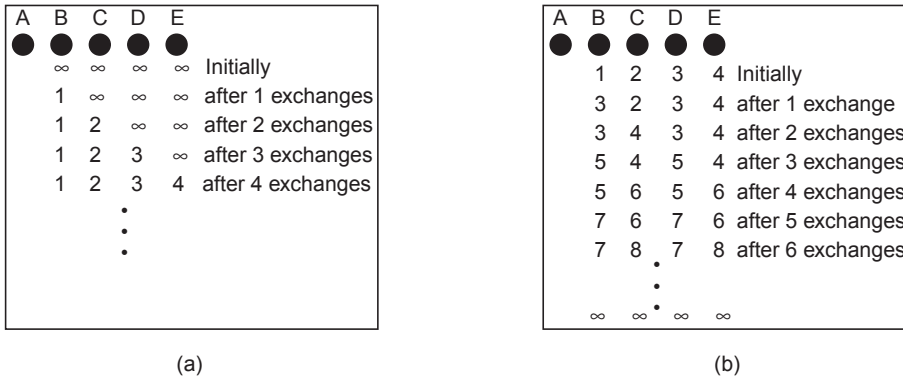 A B C D E
∞ ∞ ∞ ∞ Initially
1 ∞ ∞ ∞ after 1 exchanges
1 2 ∞ ∞ after 2 exchanges
1 2 3 ∞ after 3 exchanges
1 2 3 4 after 4 exchanges
(a)
A B C D E
1 2 3 4 Initially
3 2 3 4 after 1 exchange
3 4 3 4 after 2 exchanges
5 4 5 4 after 3 exchanges
5 6 5 6 after 4 exchanges
7 6 7 6 after 5 exchanges
7 8 7 8 after 6 exchanges
∞ ∞ ∞ ∞
(b)